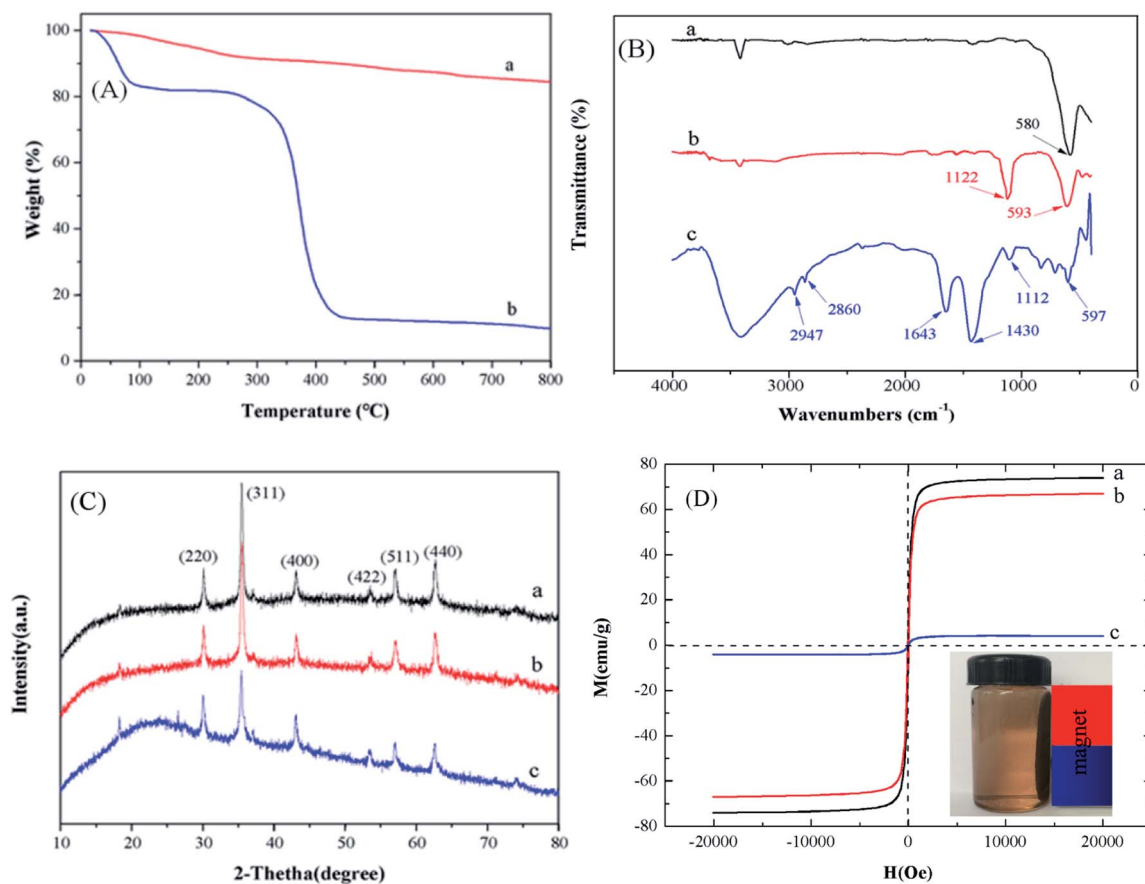 (A)
100
80
60
40
20
0
Weight (%)
a
b
0 100 200 300 400 500 600 700 800
Temperature (℃)
(B)
Transmittance (%)
a
580
b
1122
593
c
2947
2860
1643
1430
1112
597
4000 3000 2000 1000 0
Wavenumbers (cm⁻¹)
(C)
Intensity(a.u.)
(220)
(311)
(400)
(422)
(511)
(440)
a
b
c
10 20 30 40 50 60 70 80
2-Thetha(degree)
(D)
80
60
40
20
0
-20
-40
-60
-80
M(emu/g)
a
b
c
magnet
-20000 -10000 0 10000 20000
H(Oe)